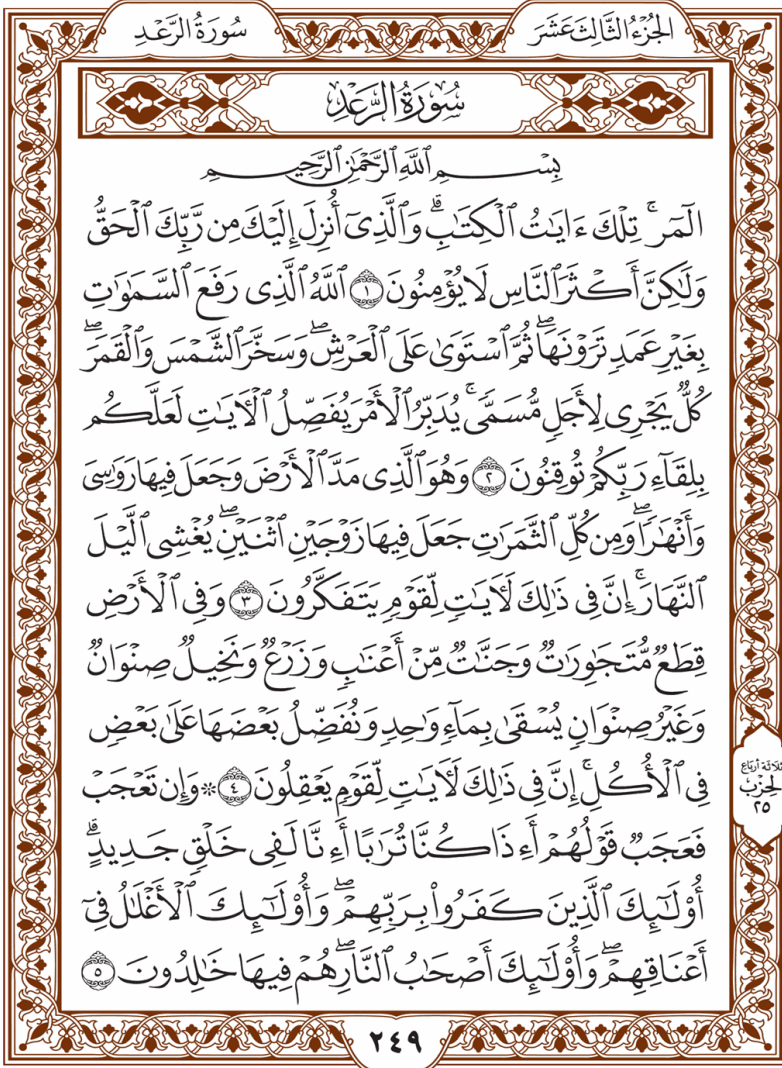 الجُزْءُ الثَّالِثَ عَشَرَ
سُورَةُ الرَّعْدِ
سُورَةُ الرَّعْدِ
بِسْمِ ٱللَّهِ ٱلرَّحْمَٰنِ ٱلرَّحِيمِ
الٓمٓرۚ تِلْكَ ءَايَٰتُ ٱلْكِتَٰبِۗ وَٱلَّذِىٓ أُنزِلَ إِلَيْكَ مِن رَّبِّكَ ٱلْحَقُّ
وَلَٰكِنَّ أَكْثَرَ ٱلنَّاسِ لَا يُؤْمِنُونَ ١ ٱللَّهُ ٱلَّذِى رَفَعَ ٱلسَّمَٰوَٰتِ
بِغَيْرِ عَمَدٍ تَرَوْنَهَاۖ ثُمَّ ٱسْتَوَىٰ عَلَى ٱلْعَرْشِۖ وَسَخَّرَ ٱلشَّمْسَ وَٱلْقَمَرَۖ
كُلٌّ يَجْرِى لِأَجَلٍ مُّسَمًّىۚ يُدَبِّرُ ٱلْأَمْرَ يُفَصِّلُ ٱلْءَايَٰتِ لَعَلَّكُم
بِلِقَآءِ رَبِّكُمْ تُوقِنُونَ ٢ وَهُوَ ٱلَّذِى مَدَّ ٱلْأَرْضَ وَجَعَلَ فِيهَا رَوَٰسِىَ
وَأَنْهَٰرًاۖ وَمِن كُلِّ ٱلثَّمَرَٰتِ جَعَلَ فِيهَا زَوْجَيْنِ ٱثْنَيْنِۖ يُغْشِى ٱلَّيْلَ
ٱلنَّهَارَۚ إِنَّ فِى ذَٰلِكَ لَءَايَٰتٍ لِّقَوْمٍ يَتَفَكَّرُونَ ٣ وَفِى ٱلْأَرْضِ
قِطَعٌ مُّتَجَٰوِرَٰتٌ وَجَنَّٰتٌ مِّنْ أَعْنَٰبٍ وَزَرْعٌ وَنَخِيلٌ صِنْوَانٌ
وَغَيْرُ صِنْوَانٍ يُسْقَىٰ بِمَآءٍ وَٰحِدٍ وَنُفَضِّلُ بَعْضَهَا عَلَىٰ بَعْضٍ
فِى ٱلْأُكُلِۚ إِنَّ فِى ذَٰلِكَ لَءَايَٰتٍ لِّقَوْمٍ يَعْقِلُونَ ٤ ۞ وَإِن تَعْجَبْ
فَعَجَبٌ قَوْلُهُمْ أَءِذَا كُنَّا تُرَٰبًا أَءِنَّا لَفِى خَلْقٍ جَدِيدٍۗ
أُو۟لَٰٓئِكَ ٱلَّذِينَ كَفَرُوا۟ بِرَبِّهِمْۖ وَأُو۟لَٰٓئِكَ ٱلْأَغْلَٰلُ فِىٓ
أَعْنَاقِهِمْۖ وَأُو۟لَٰٓئِكَ أَصْحَٰبُ ٱلنَّارِۖ هُمْ فِيهَا خَٰلِدُونَ ٥
ثلاثة أرباع
الحزب
٢٥
٢٤٩